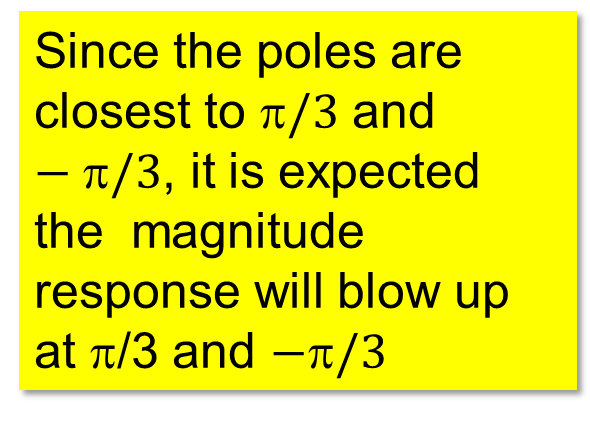 Since the poles are
closest to π/3 and
− π/3, it is expected
the  magnitude
response will blow up
at π/3 and −π/3